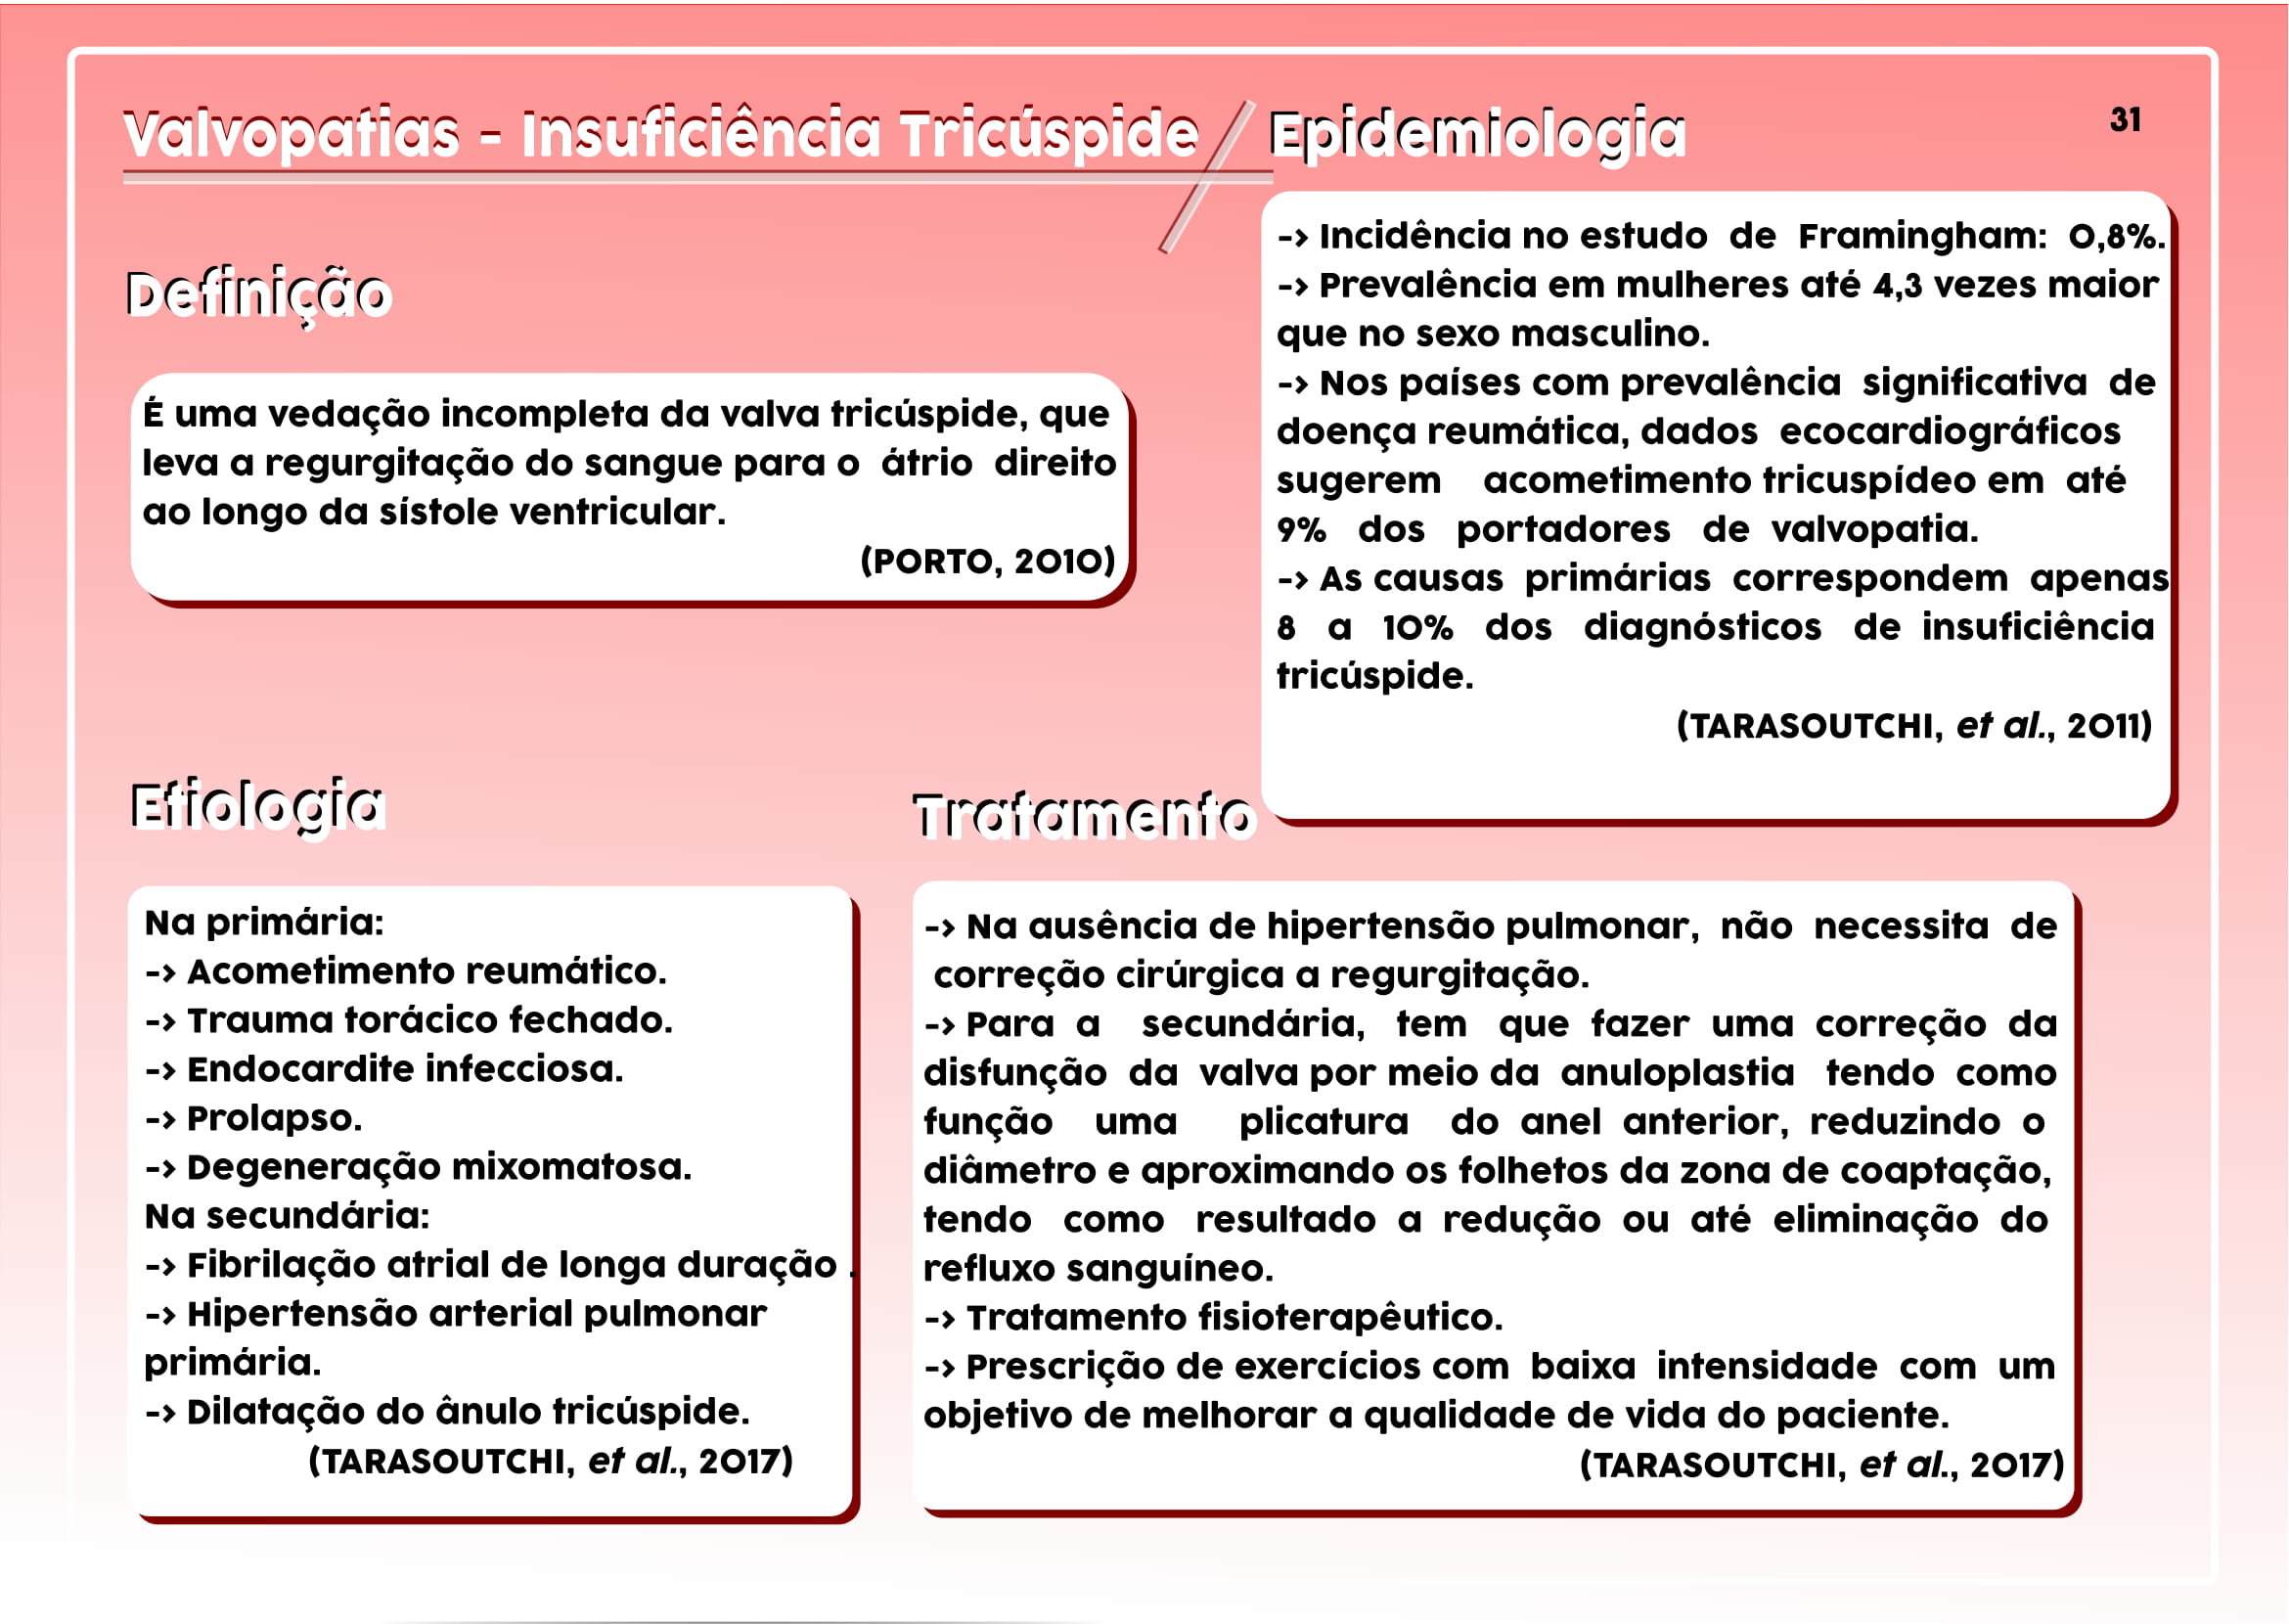 Valvopatias - Insuficiência Tricúspide
Definição
É uma vedação incompleta da valva tricúspide, que
leva a regurgitação do sangue para o átrio direito
ao longo da sístole ventricular.
(PORTO, 2010)
Epidemiologia
31
-> Incidência no estudo de Framingham: 0,8%.
-> Prevalência em mulheres até 4,3 vezes maior
que no sexo masculino.
-> Nos países com prevalência significativa de
doença reumática, dados ecocardiográficos
sugerem acometimento tricuspídeo em até
9% dos portadores de valvopatia.
-> As causas primárias correspondem apenas
8 a 10% dos diagnósticos de insuficiência
tricúspide.
(TARASOUTCHI, et al., 2011)
Etiologia
Na primária:
-> Acometimento reumático.
-> Trauma torácico fechado.
-> Endocardite infecciosa.
-> Prolapso.
-> Degeneração mixomatosa.
Na secundária:
-> Fibrilação atrial de longa duração .
-> Hipertensão arterial pulmonar
primária.
-> Dilatação do ânulo tricúspide.
(TARASOUTCHI, et al., 2017)
Tratamento
-> Na ausência de hipertensão pulmonar, não necessita de
correção cirúrgica a regurgitação.
-> Para a secundária, tem que fazer uma correção da
disfunção da valva por meio da anuloplastia tendo como
função uma plicatura do anel anterior, reduzindo o
diâmetro e aproximando os folhetos da zona de coaptação,
tendo como resultado a redução ou até eliminação do
refluxo sanguíneo.
-> Tratamento fisioterapêutico.
-> Prescrição de exercícios com baixa intensidade com um
objetivo de melhorar a qualidade de vida do paciente.
(TARASOUTCHI, et al., 2017)